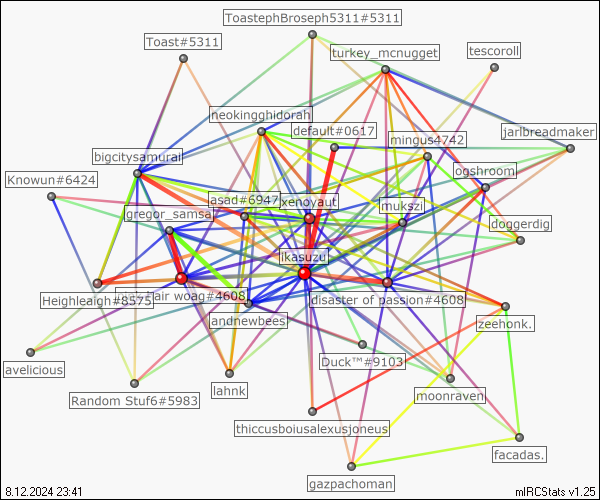 ToastephBroseph5311#5311
Toast#5311
turkey_mcnugget
tescoroll
neokingghidorah
default#0617
jarlbreadmaker
mingus4742
bigcitysamurai
ogshroom
Knowun#6424
asad#6947
xenoyaut
mukszi
gregor_samsa
doggerdig
ikasuzu
Heighleaigh#8575
air woag#4608
disaster of passion#4608
landnewbees
zeehonk.
avelicious
Duck™#9103
Random Stuf6#5983
lahnk
moonraven
thiccusboiusalexusjoneus
facadas.
gazpachoman
8.12.2024 23:41
mIRCStats v1.25